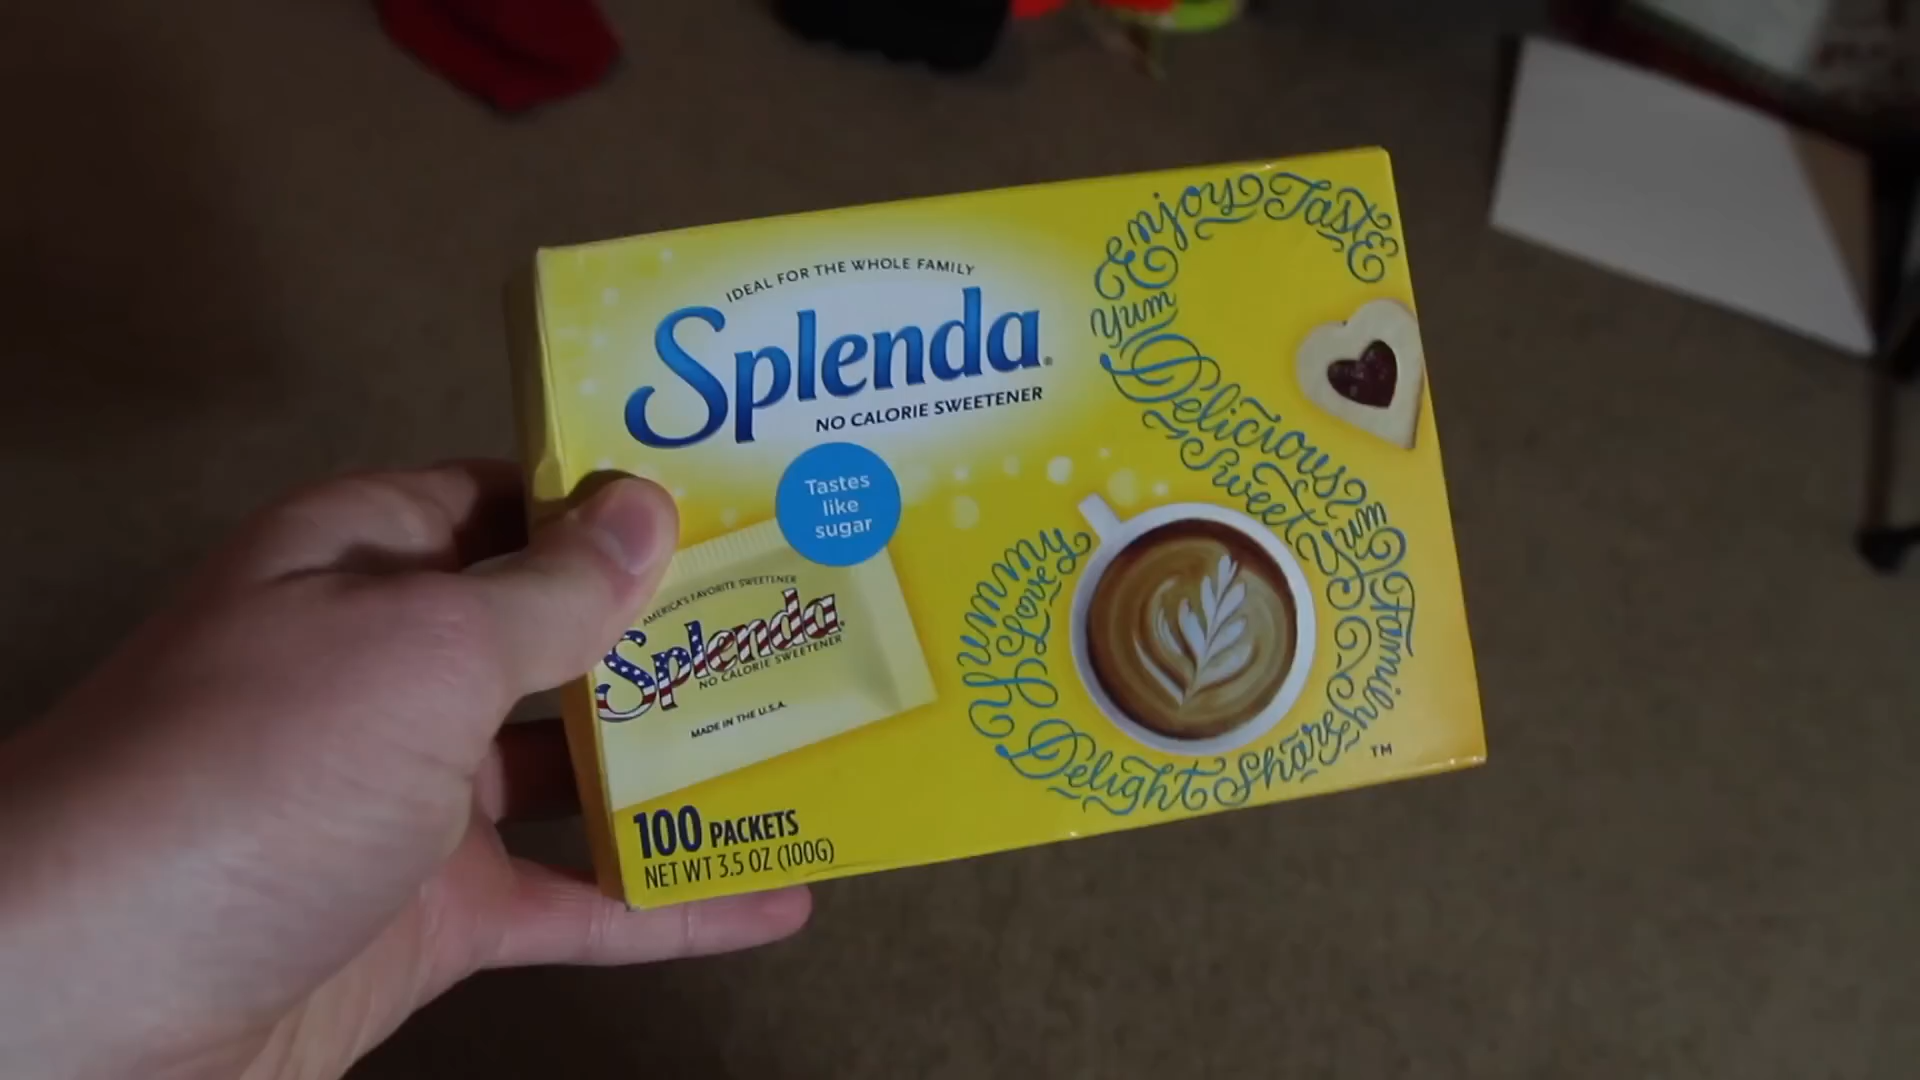 IDEAL FOR THE WHOLE FAMILY
Splenda®
NO CALORIE SWEETENER
Tastes
like
sugar
AMERICA'S FAVORITE SWEETENER
Splenda®
NO CALORIE SWEETENER
MADE IN THE U.S.A.
100 PACKETS
NET WT 3.5 OZ (100G)
Enjoy Taste
Yum
Delicious
Sweet
Yum
Family
Share
Delight
Yummy
Love
TM